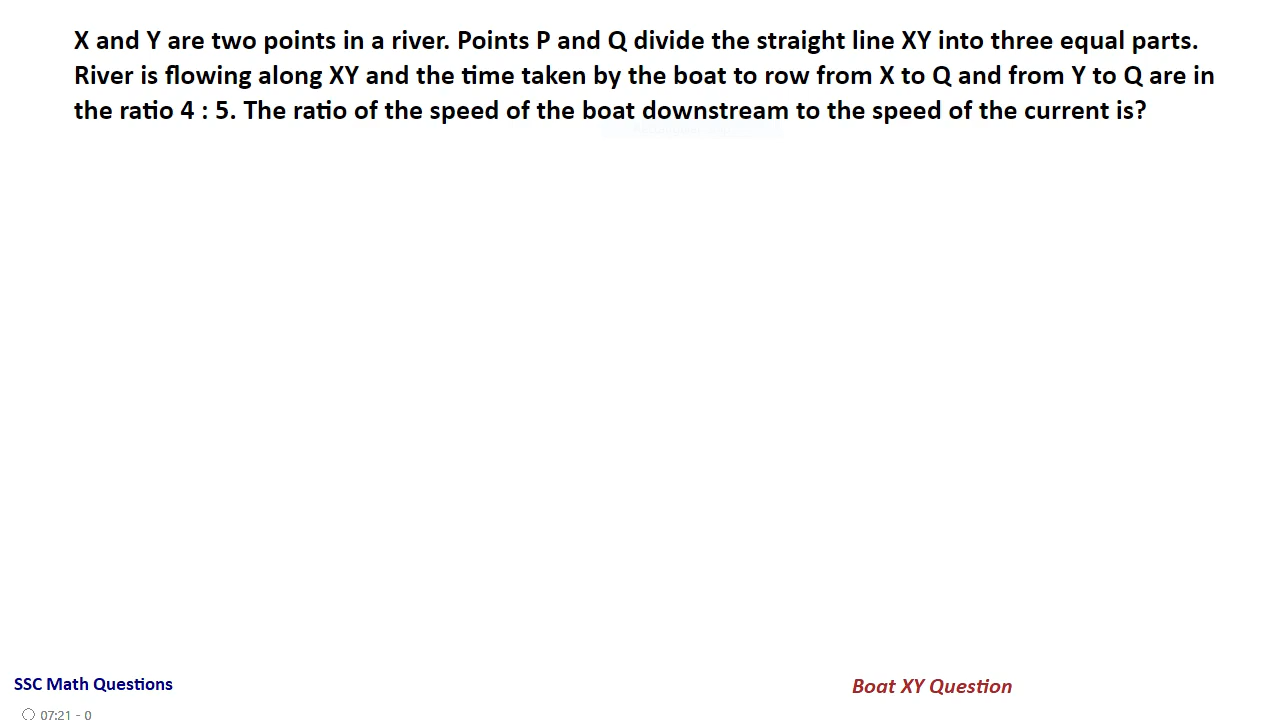 X and Y are two points in a river. Points P and Q divide the straight line XY into three equal parts.
River is flowing along XY and the time taken by the boat to row from X to Q and from Y to Q are in
the ratio 4 : 5. The ratio of the speed of the boat downstream to the speed of the current is?
SSC Math Questions
Boat XY Question
07:21 - 0